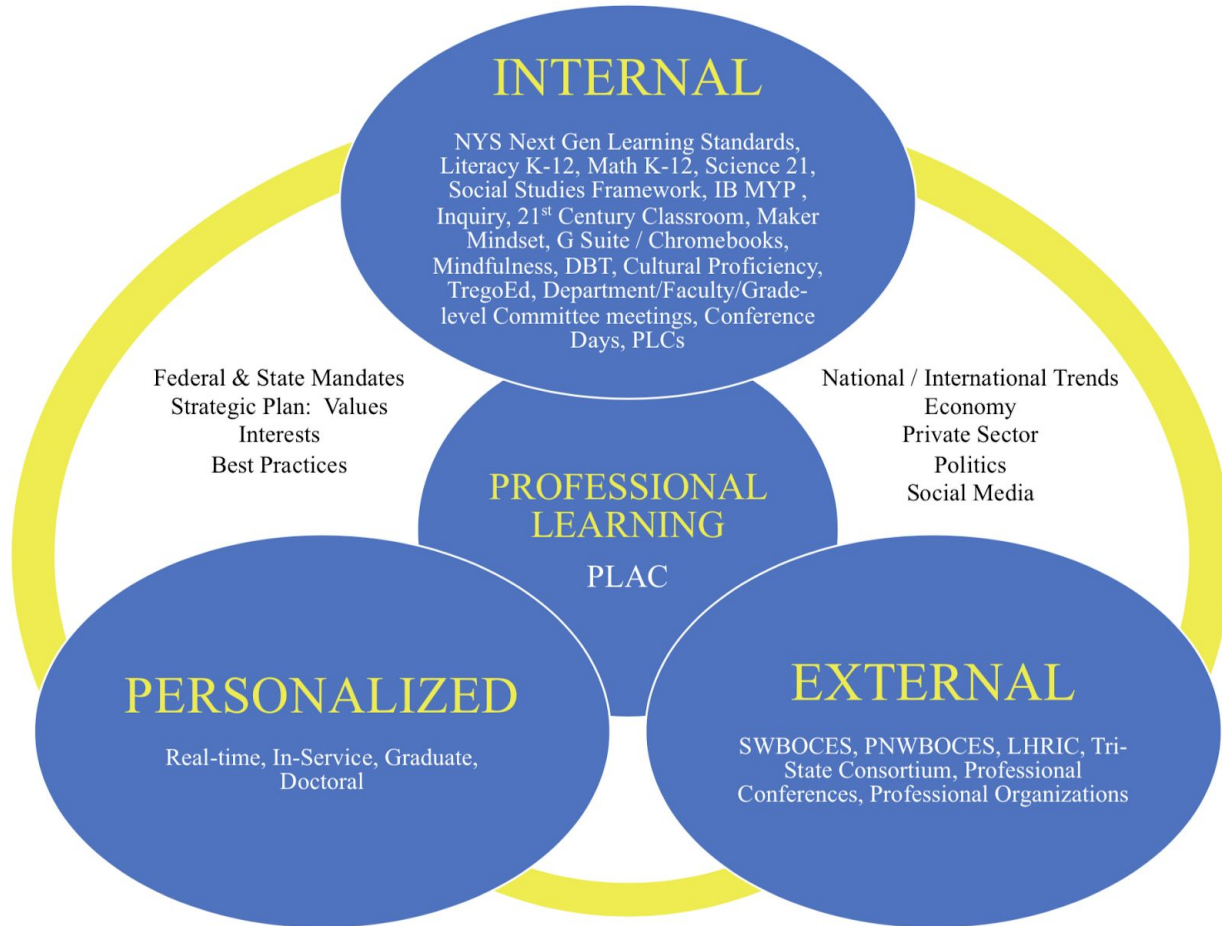 INTERNAL
NYS Next Gen Learning Standards,
Literacy K-12, Math K-12, Science 21,
Social Studies Framework, IB MYP ,
Inquiry, 21st Century Classroom, Maker
Mindset, G Suite / Chromebooks,
Mindfulness, DBT, Cultural Proficiency,
TregoEd, Department/Faculty/Grade-
level Committee meetings, Conference
Days, PLCs
Federal & State Mandates
Strategic Plan: Values
Interests
Best Practices
National / International Trends
Economy
Private Sector
Politics
Social Media
PROFESSIONAL
LEARNING
PLAC
PERSONALIZED
Real-time, In-Service, Graduate,
Doctoral
EXTERNAL
SWBOCES, PNWBOCES, LHRIC, Tri-
State Consortium, Professional
Conferences, Professional Organizations